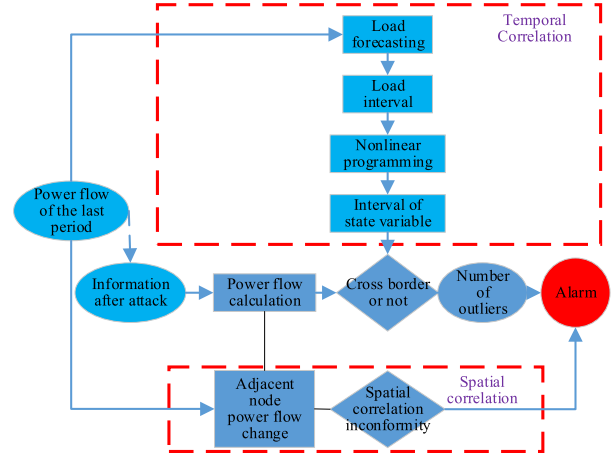 Temporal
Correlation
Load
forecasting
Load
interval
Nonlinear
programming
Interval of
state variable
Power flow
of the last
period
Information
after attack
Power flow
calculation
Cross border
or not
Number
of
outliers
Alarm
Adjacent
node
power flow
change
Spatial
correlation
inconformity
Spatial
correlation